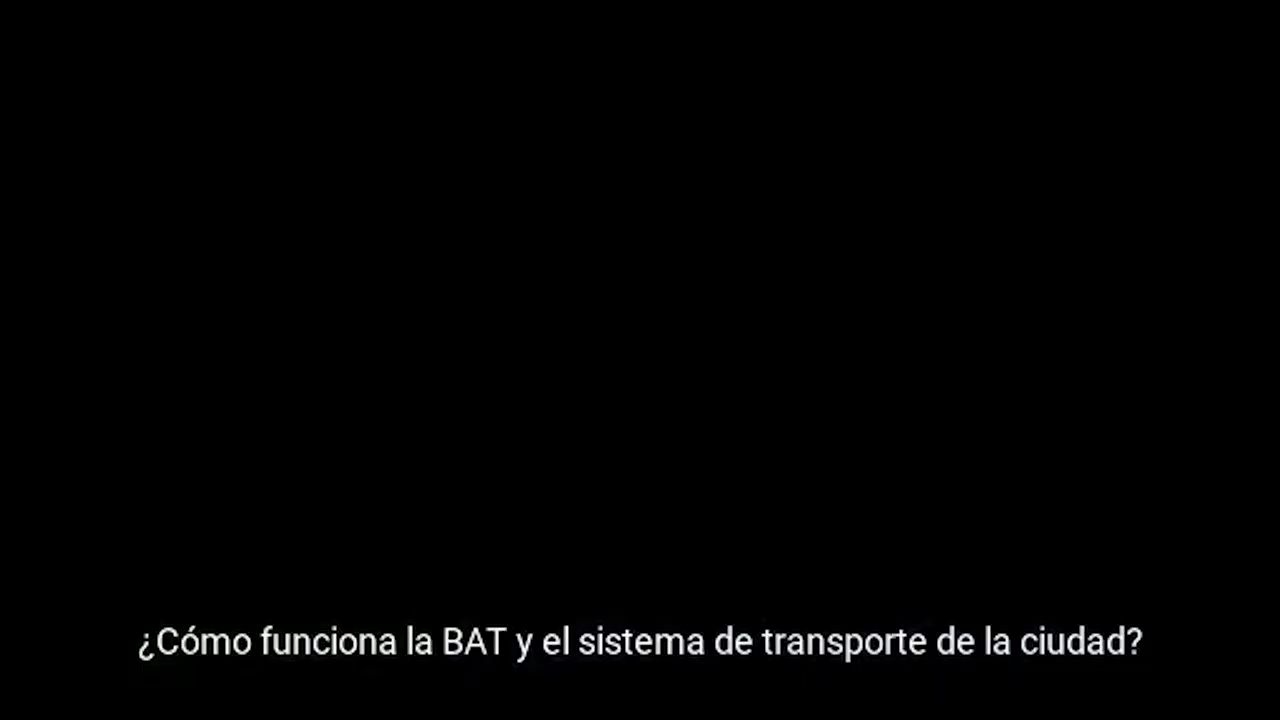 ¿Cómo funciona la BAT y el sistema de transporte de la ciudad?